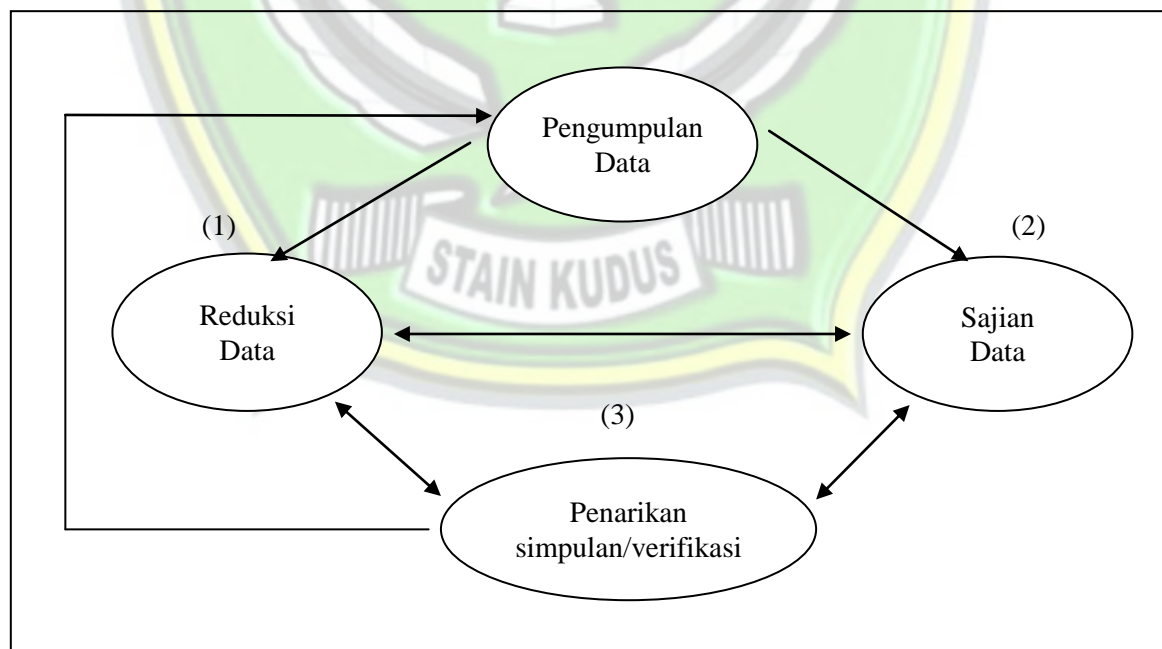 Pengumpulan
Data
(1)
(2)
STAIN KUDUS
Reduksi
Data
Sajian
Data
(3)
Penarikan
simpulan/verifikasi